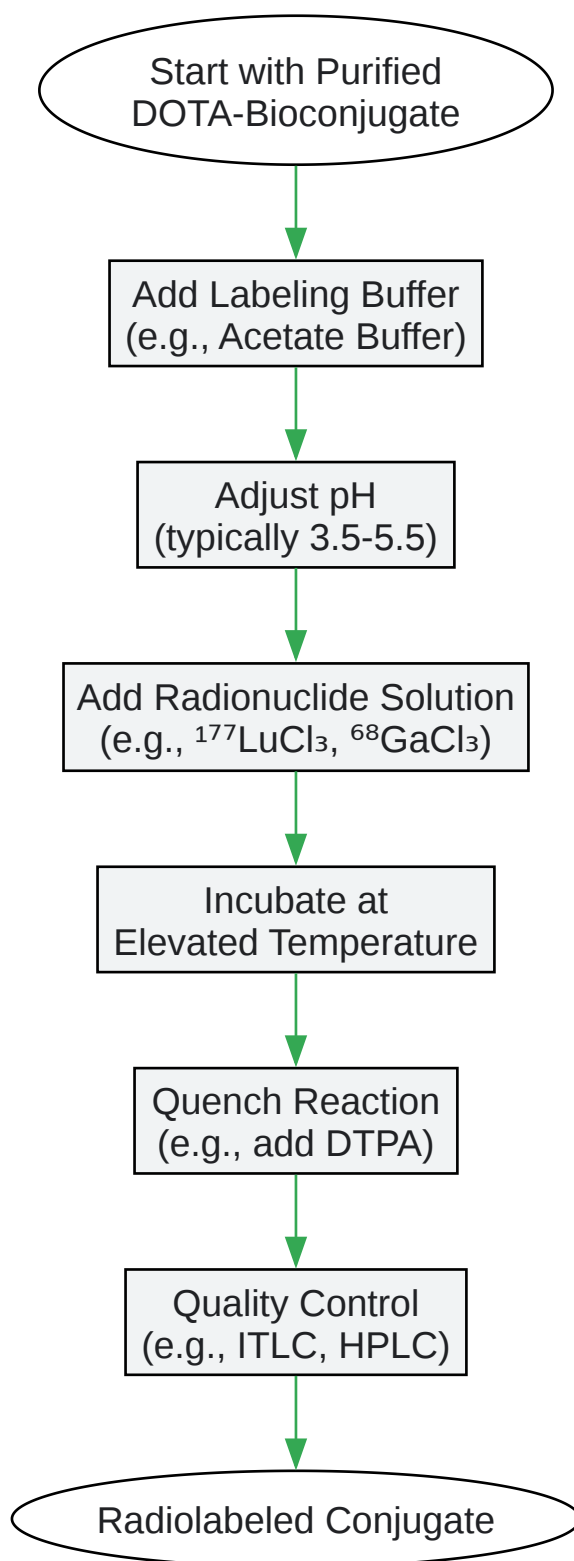 Start with Purified
DOTA-Bioconjugate
Add Labeling Buffer
(e.g., Acetate Buffer)
Adjust pH
(typically 3.5-5.5)
Add Radionuclide Solution
(e.g., ¹⁷⁷LuCl₃, ⁶⁸GaCl₃)
Incubate at
Elevated Temperature
Quench Reaction
(e.g., add DTPA)
Quality Control
(e.g., ITLC, HPLC)
Radiolabeled Conjugate